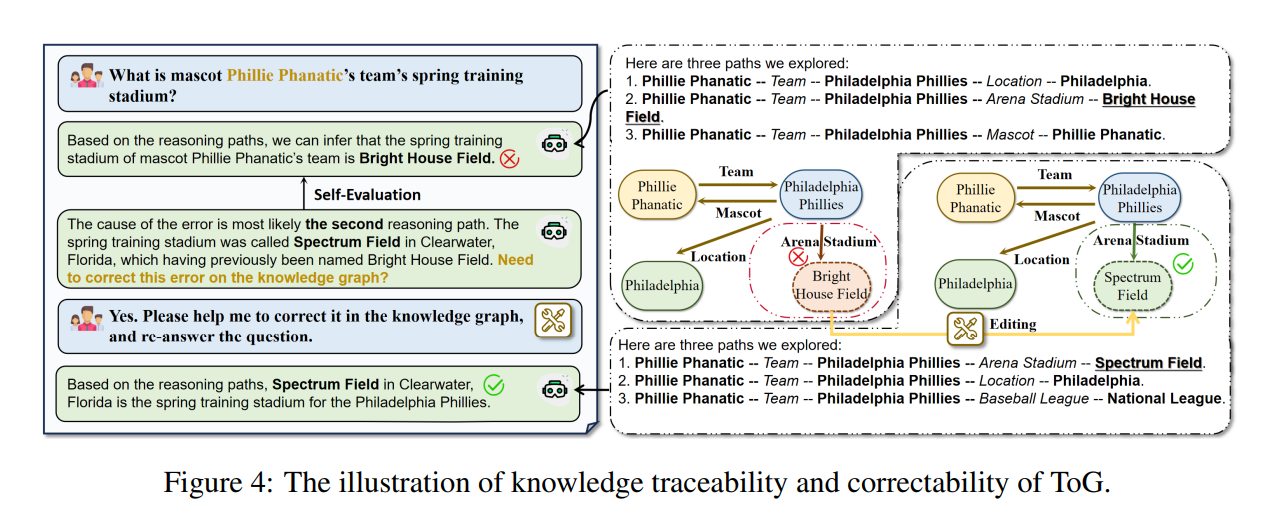 What is mascot Phillie Phanatic's team's spring training
stadium?
Based on the reasoning paths, we can infer that the spring training
stadium of mascot Phillie Phanatic's team is Bright House Field.
Self-Evaluation
The cause of the error is most likely the second reasoning path. The
spring training stadium was called Spectrum Field in Clearwater,
Florida, which having previously been named Bright House Field. Need
to correct this error on the knowledge graph?
Yes. Please help me to correct it in the knowledge graph,
and re-answer the question.
Based on the reasoning paths, Spectrum Field in Clearwater,
Florida is the spring training stadium for the Philadelphia Phillies.
Here are three paths we explored:
1. Phillie Phanatic -- Team -- Philadelphia Phillies -- Location -- Philadelphia.
2. Phillie Phanatic -- Team -- Philadelphia Phillies -- Arena Stadium -- Bright House
Field.
3. Phillie Phanatic -- Team -- Philadelphia Phillies -- Mascot -- Phillie Phanatic.
Phillie
Phanatic
Team
Mascot
Philadelphia
Phillies
Location
Arena Stadium
Philadelphia
Bright
House Field
Phillie
Phanatic
Team
Mascot
Philadelphia
Phillies
Location
Arena Stadium
Philadelphia
Spectrum
Field
Editing
Here are three paths we explored:
1. Phillie Phanatic -- Team -- Philadelphia Phillies -- Arena Stadium -- Spectrum Field.
2. Phillie Phanatic -- Team -- Philadelphia Phillies -- Location -- Philadelphia.
3. Phillie Phanatic -- Team -- Philadelphia Phillies -- Baseball League -- National League.
Figure 4: The illustration of knowledge traceability and correctability of ToG.